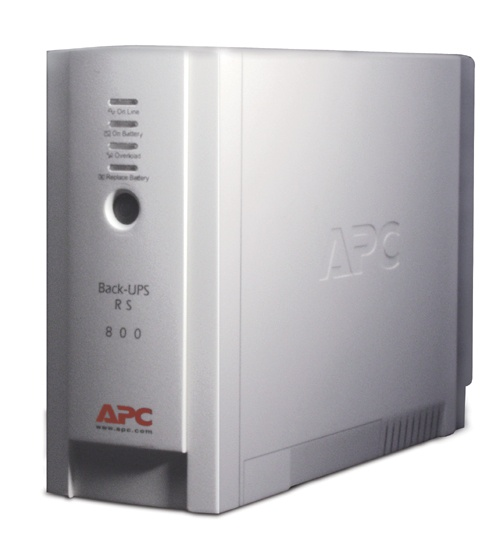 On Line
On Battery
Overload
Replace Battery
APC
Back-UPS
RS
800
APC
www.apc.com